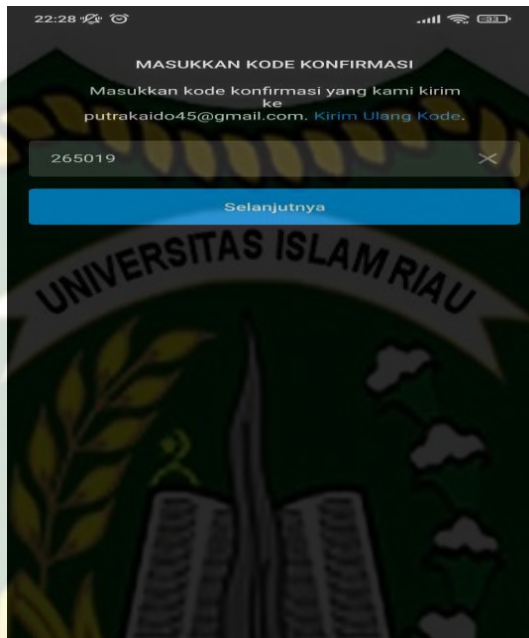 22:28
33
MASUKKAN KODE KONFIRMASI
Masukkan kode konfirmasi yang kami kirim
ke
putrakaido45@gmail.com. Kirim Ulang Kode.
265019
Selanjutnya
UNIVERSITAS ISLAM RIAU